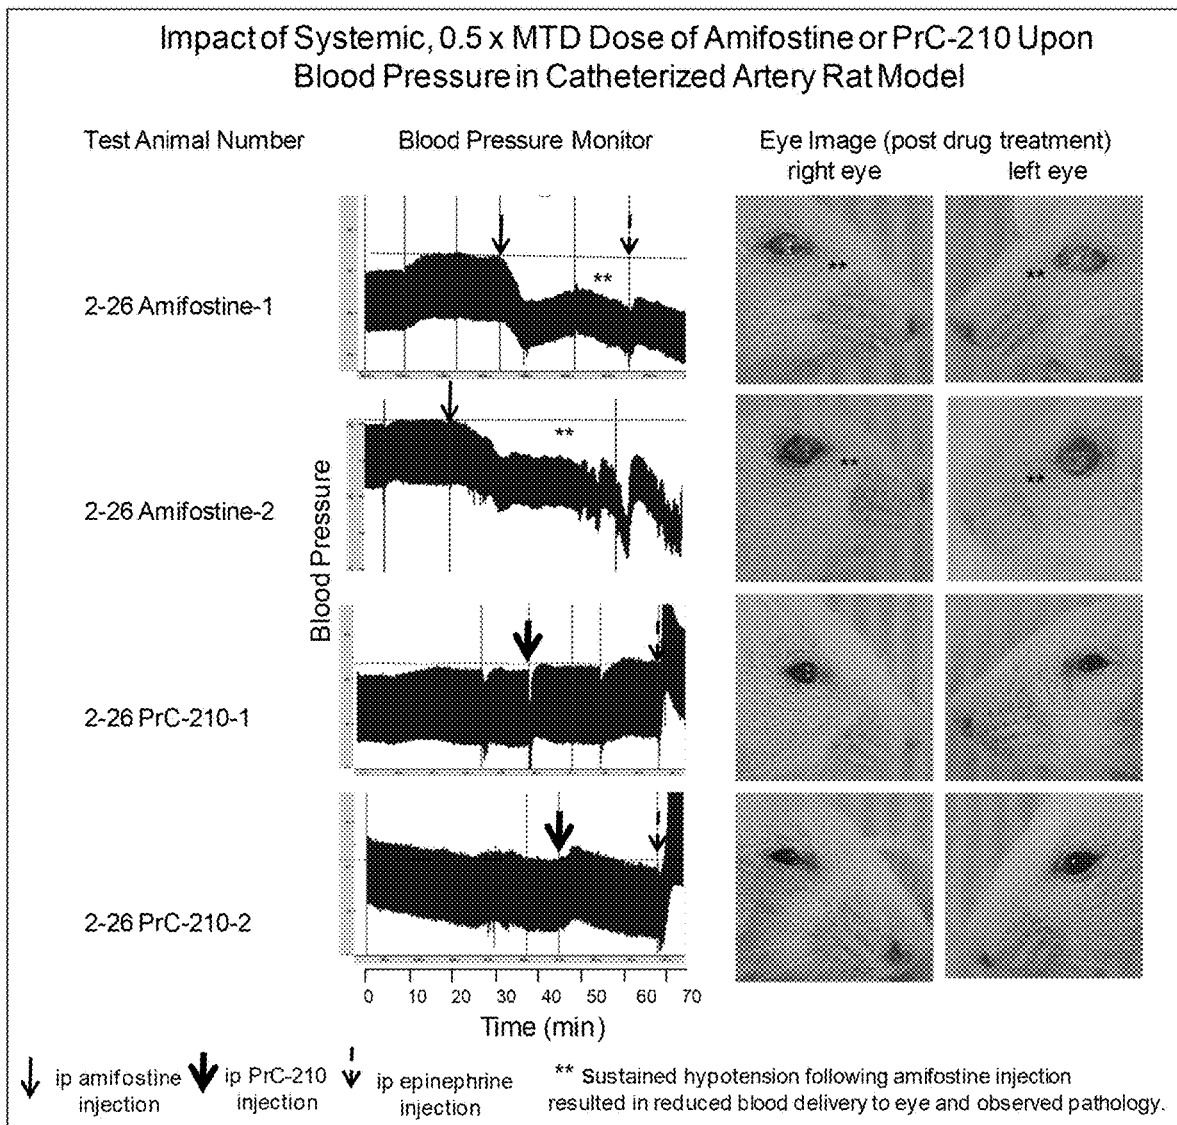 Impact of Systemic, 0.5 x MTD Dose of Amifostine or PrC-210 Upon
Blood Pressure in Catheterized Artery Rat Model
Test Animal Number
Blood Pressure Monitor
Eye Image (post drug treatment)
right eye
left eye
2-26 Amifostine-1
**
**
**
2-26 Amifostine-2
**
**
**
Blood Pressure
2-26 PrC-210-1
2-26 PrC-210-2
0 10 20 30 40 50 60 70
Time (min)
ip amifostine
injection
ip PrC-210
injection
ip epinephrine
injection
** Sustained hypotension following amifostine injection
resulted in reduced blood delivery to eye and observed pathology.